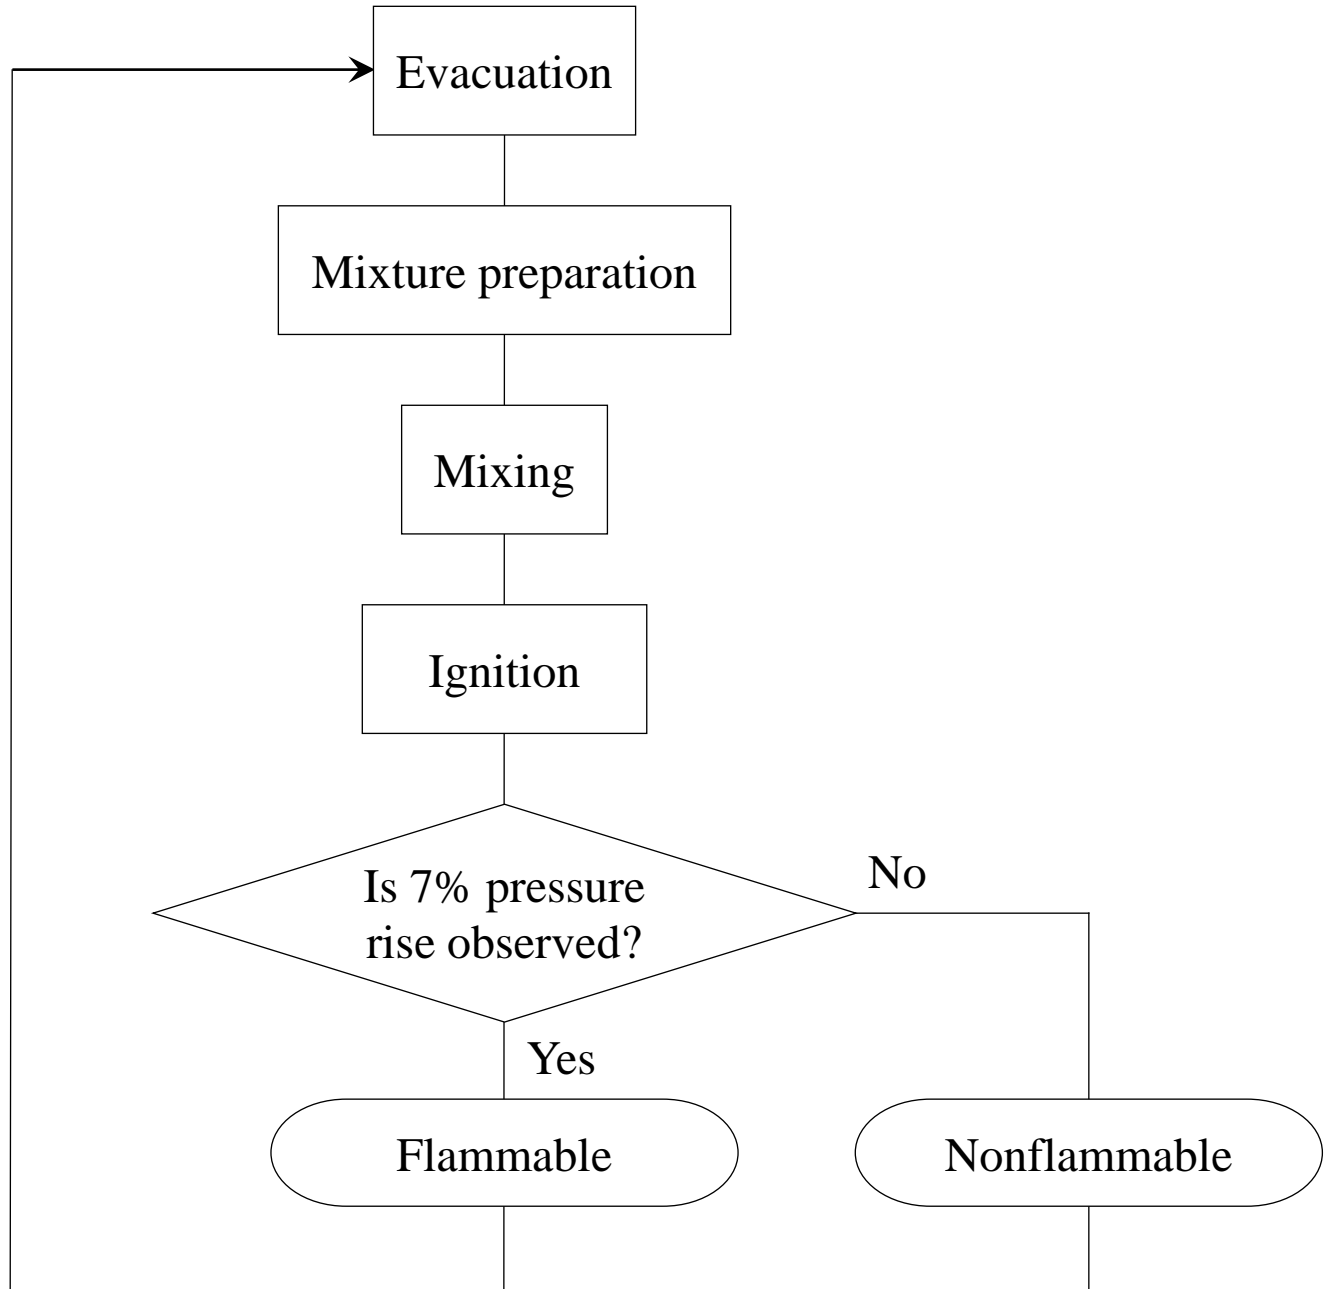 Evacuation
Mixture preparation
Mixing
Ignition
Is 7% pressure
rise observed?
No
Yes
Flammable
Nonflammable